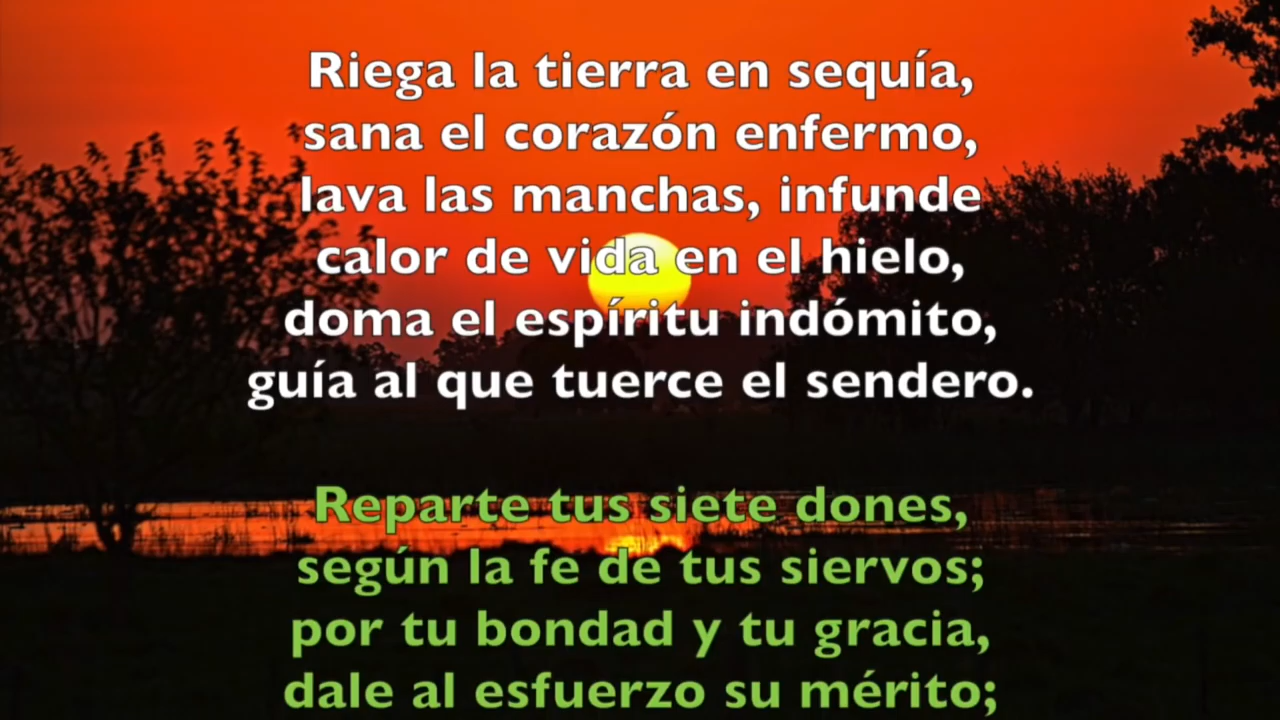 Riega la tierra en sequía,
sana el corazón enfermo,
lava las manchas, infunde
calor de vida en el hielo,
doma el espíritu indómito,
guía al que tuerce el sendero.
Reparte tus siete dones,
según la fe de tus siervos;
por tu bondad y tu gracia,
dale al esfuerzo su mérito;